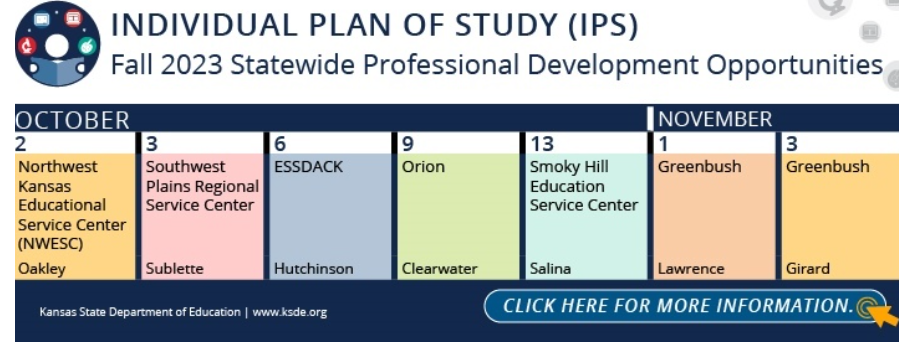 INDIVIDUAL PLAN OF STUDY (IPS)
Fall 2023 Statewide Professional Development Opportunities
OCTOBER
NOVEMBER
2
3
6
9
13
1
3
Northwest
Kansas
Educational
Service Center
(NWESC)
Oakley
Southwest
Plains Regional
Service Center
Sublette
ESSDACK
Hutchinson
Orion
Clearwater
Smoky Hill
Education
Service Center
Salina
Greenbush
Lawrence
Greenbush
Girard
Kansas State Department of Education | www.ksde.org
CLICK HERE FOR MORE INFORMATION.